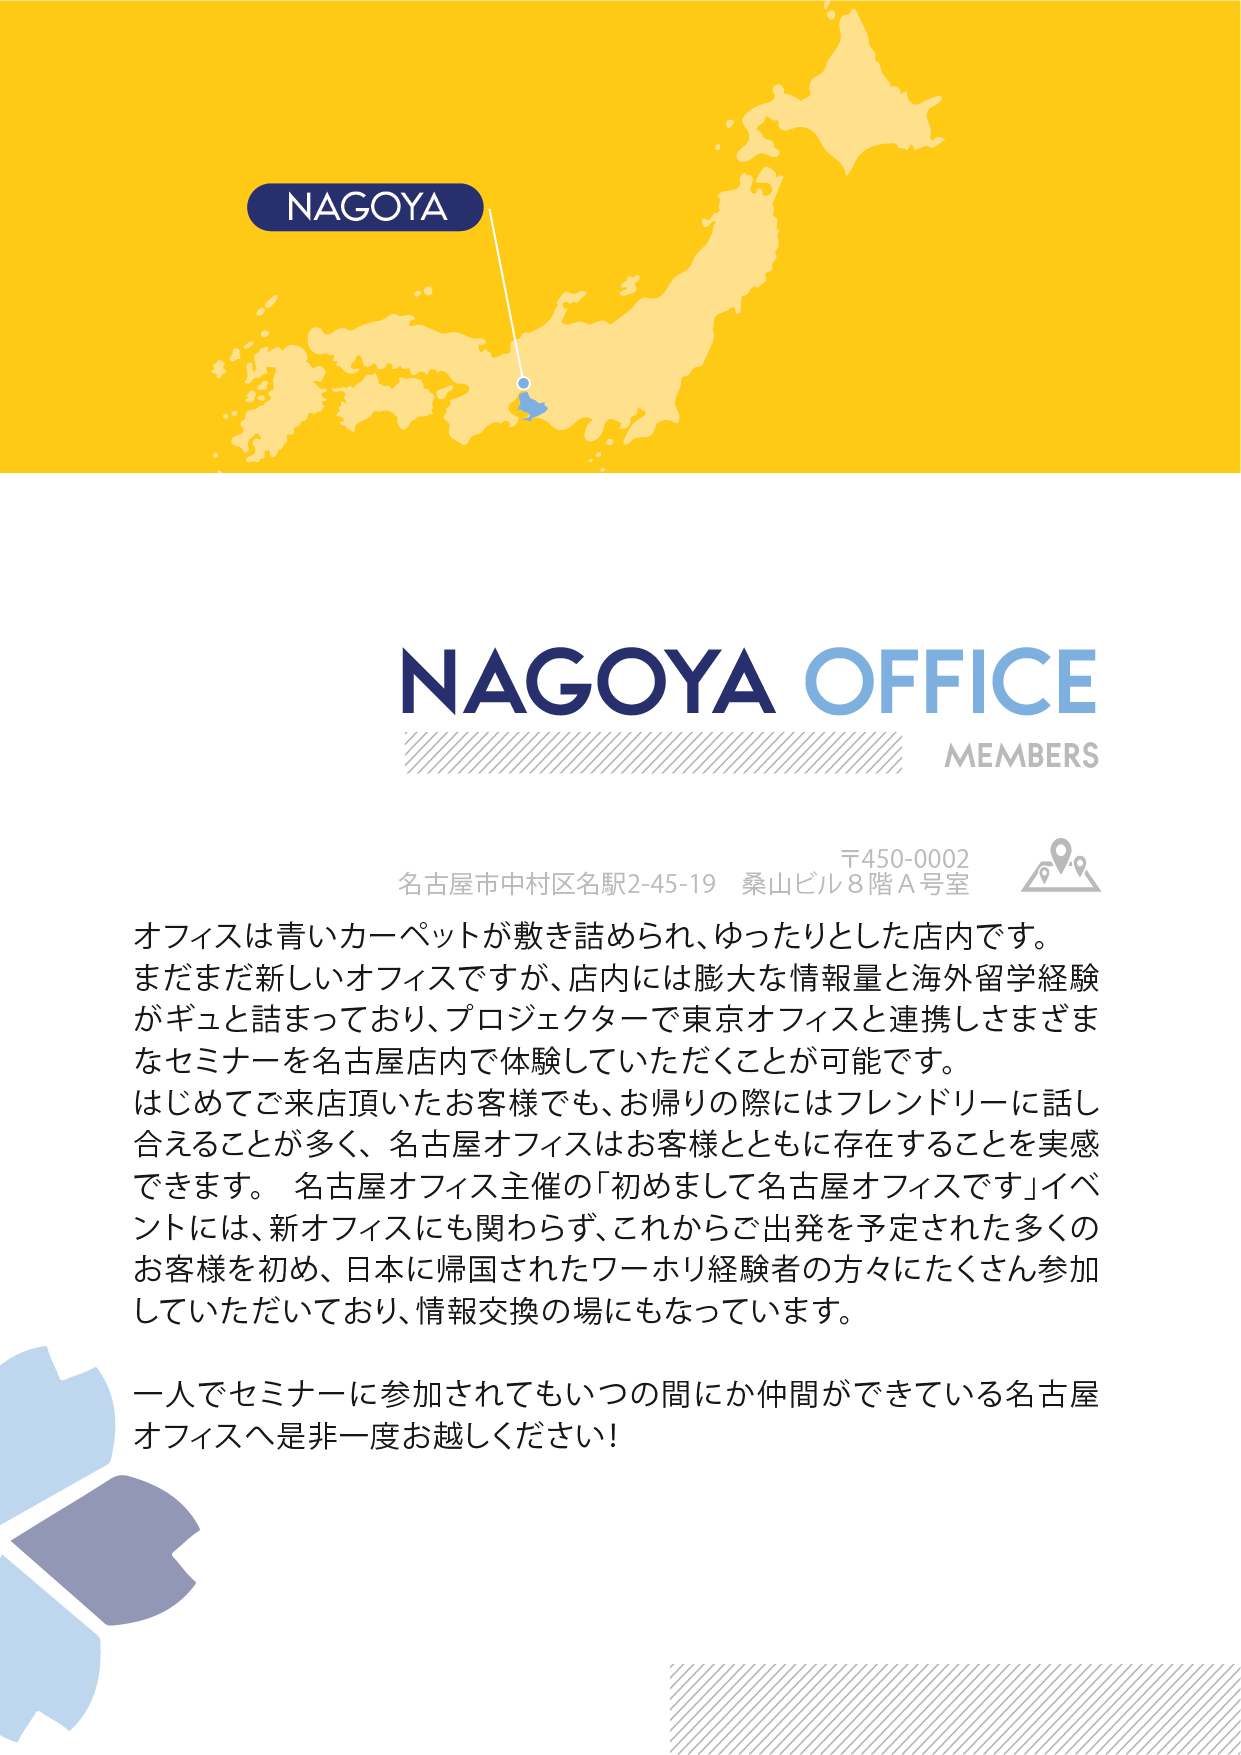 NAGOYA
NAGOYA OFFICE
MEMBERS
〒450-0002
名古屋市中村区名駅2-45-19　桑山ビル８階Ａ号室
オフィスは青いカーペットが敷き詰められ、ゆったりとした店内です。
まだまだ新しいオフィスですが、店内には膨大な情報量と海外留学経験
がギュと詰まっており、プロジェクターで東京オフィスと連携しさまざま
なセミナーを名古屋店内で体験していただくことが可能です。
はじめてご来店頂いたお客様でも、お帰りの際にはフレンドリーに話し
合えることが多く、 名古屋オフィスはお客様とともに存在することを実感
できます。 名古屋オフィス主催の「初めまして名古屋オフィスです」イベ
ントには、新オフィスにも関わらず、これからご出発を予定された多くの
お客様を初め、 日本に帰国されたワーホリ経験者の方々にたくさん参加
していただいており、情報交換の場にもなっています。
一人でセミナーに参加されてもいつの間にか仲間ができている名古屋
オフィスへ是非一度お越しください！